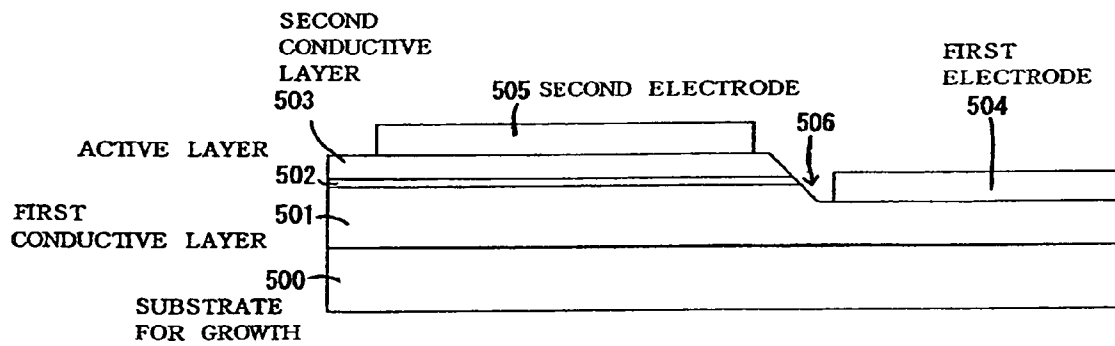 SECOND
CONDUCTIVE
LAYER
503
505 SECOND ELECTRODE
FIRST
ELECTRODE
504
506
ACTIVE LAYER
502
501
FIRST
CONDUCTIVE LAYER
500
SUBSTRATE
FOR GROWTH